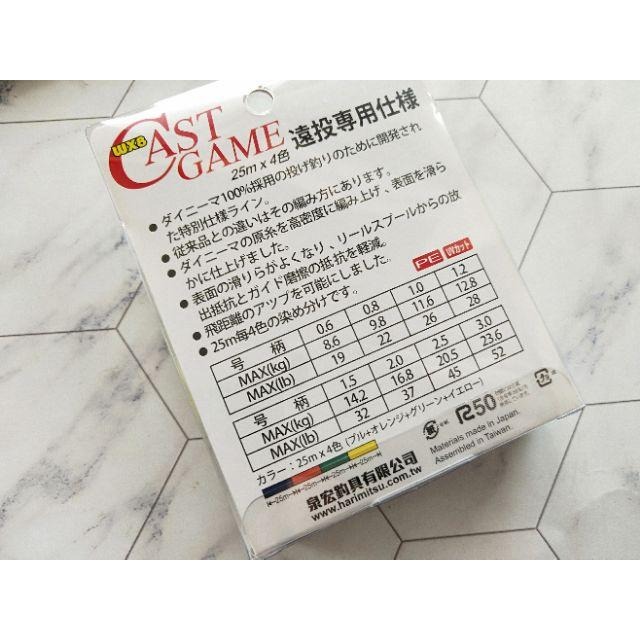 WX8
CAST
GAME 遠投専用仕様
25m x 4色
● ダイニーマ100%採用の投げ釣りのために開発され
た特別仕様ライン。
● 従来品との違いはその編み方にあります。
● ダイニーマの原糸を高密度に編み上げ、表面を滑ら
かに仕上げました。
● 表面の滑りらがよくなり、リールスプールからの放
出抵抗とガイド磨擦の抵抗を軽減。
● 飛距離のアップを可能にしました。
● 25m毎4色の染め分けです。
PE UVカット
号 柄 0.6 0.8 1.0 1.2
MAX(kg) 8.6 9.8 11.6 12.8
MAX(lb) 19 22 26 28
号 柄 1.5 2.0 2.5 3.0
MAX(kg) 14.2 16.8 20.5 23.6
MAX(lb) 32 37 45 52
カラー：25m x 4色 (ブル+オレンジ+グリーン+イエロー)
25m 25m 25m 25m
R50
Materials made in Japan.
Assembled in Taiwan.
泉宏釣具有限公司
www.harimitsu.com.tw